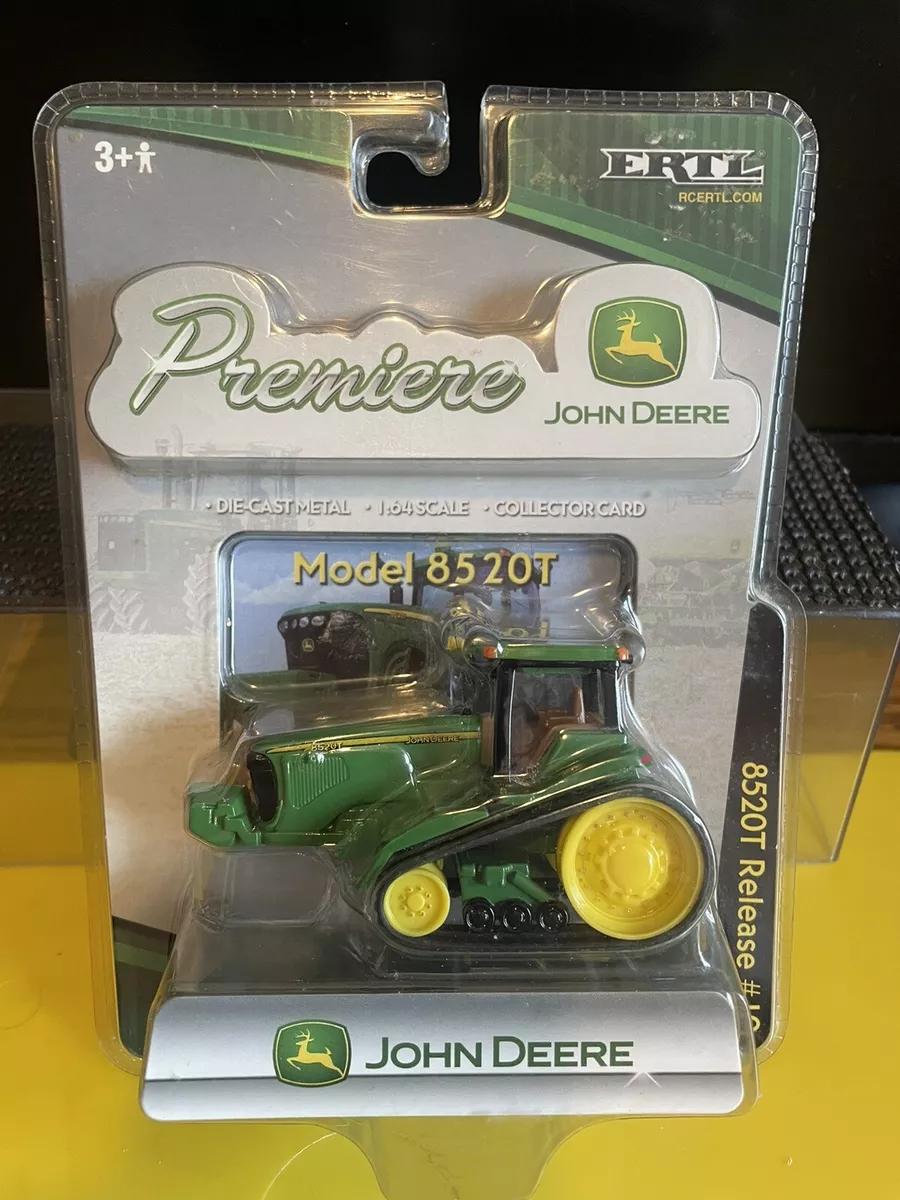 3+
ERTL
RCERTL.COM
Premiere
JOHN DEERE
• DIE-CAST METAL • 1:64 SCALE • COLLECTOR CARD
Model 8520T
8520T
JOHN DEERE
8520T Release #
JOHN DEERE